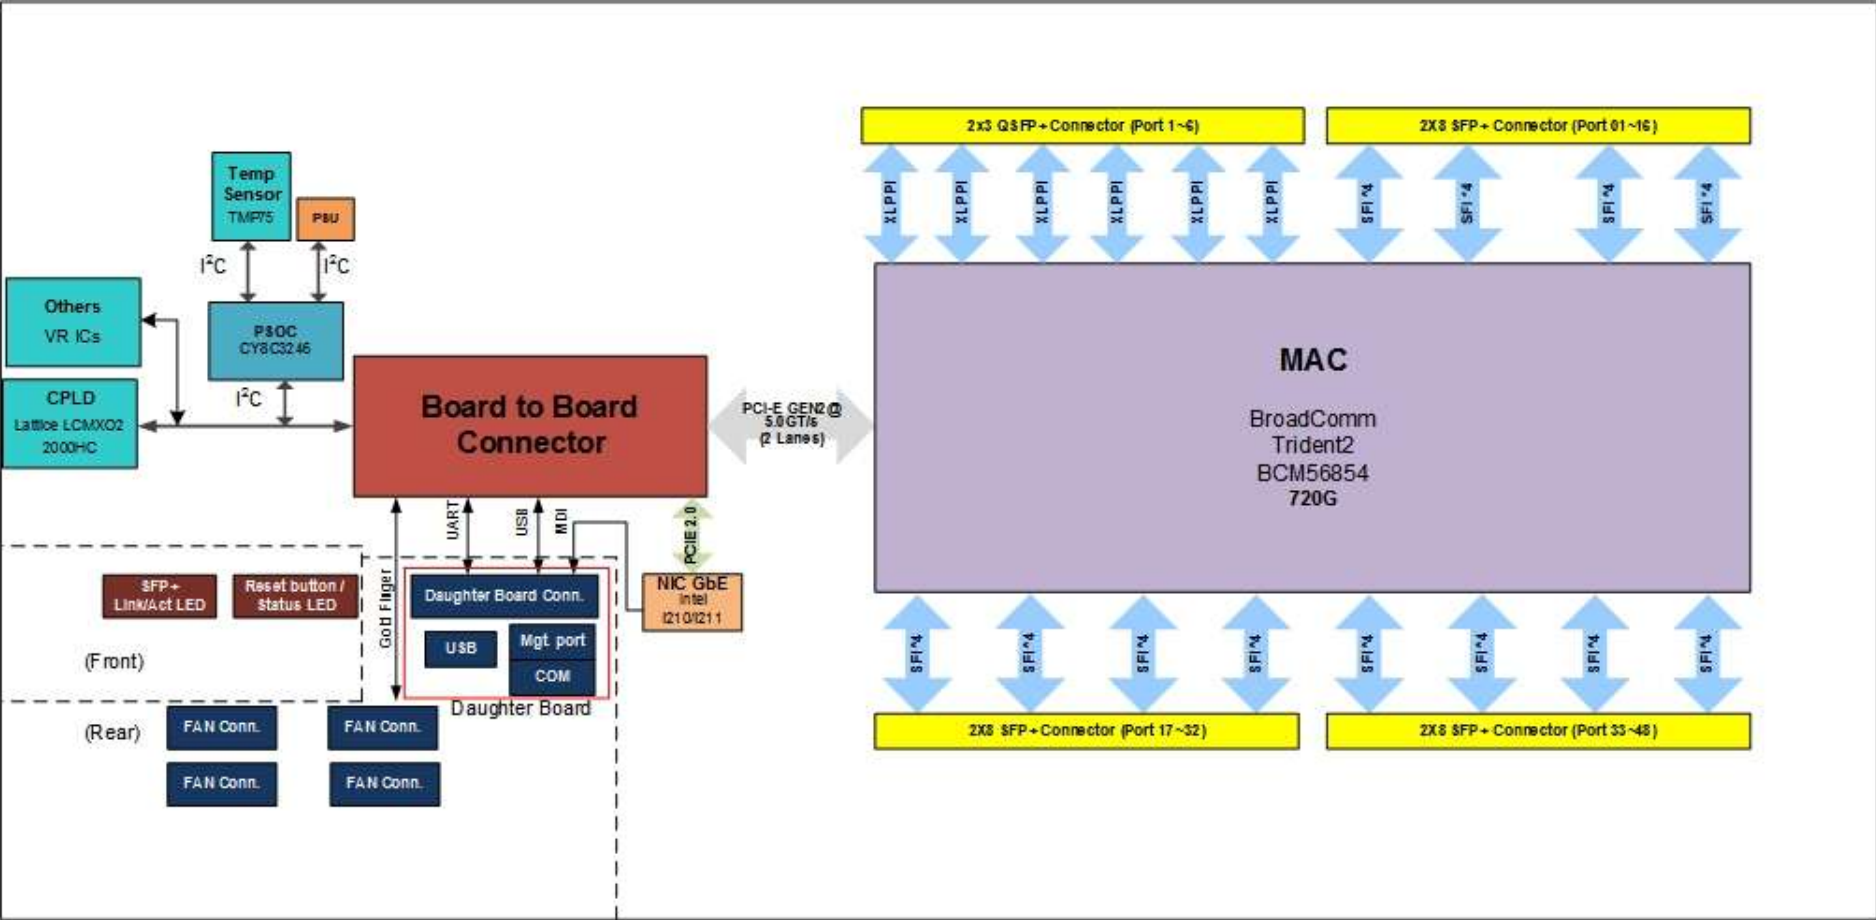 2x3 QSFP+ Connector (Port 1~6)
2X8 SFP+ Connector (Port 01~16)
XLPPI
XLPPI
XLPPI
XLPPI
XLPPI
XLPPI
SFI *4
SFI *4
SFI *4
SFI *4
Temp
Sensor
TMP75
PSU
I²C
I²C
Others
VR ICs
PSOC
CY8C3246
I²C
CPLD
Lattice LCMXO2
2000HC
Board to Board
Connector
PCI-E GEN2@
5.0GT/s
(2 Lanes)
MAC
BroadComm
Trident2
BCM56854
720G
UART
USB
MDI
PCIE 2.0
SFP+
Link/Act LED
Reset button /
Status LED
Gold Finger
Daughter Board Conn.
USB
Mgt. port
COM
Daughter Board
NIC GbE
Intel
I210/I211
(Front)
(Rear)
FAN Conn.
FAN Conn.
FAN Conn.
FAN Conn.
SFI*4
SFI*4
SFI*4
SFI*4
SFI*4
SFI*4
SFI*4
SFI*4
2X8 SFP+ Connector (Port 17~32)
2X8 SFP+ Connector (Port 33~48)